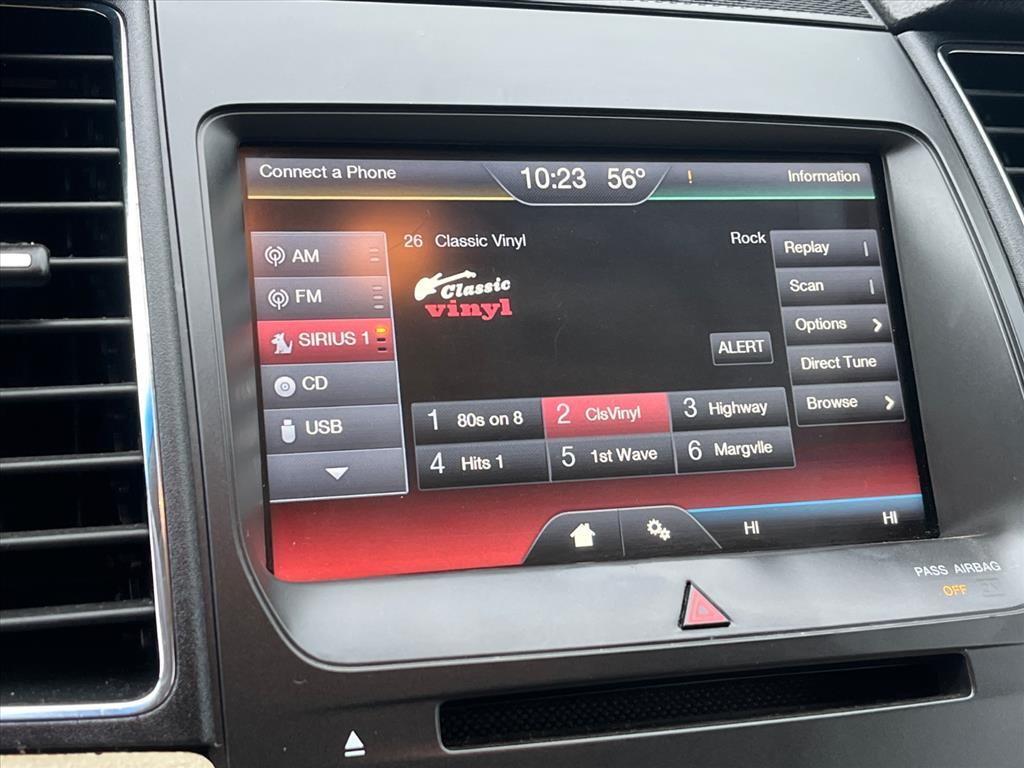 Connect a Phone
10:23 56°
!
Information
AM
FM
SIRIUS 1
CD
USB
26 Classic Vinyl
Rock
Classic
vinyl
ALERT
Replay
Scan
Options
Direct Tune
Browse
1 80s on 8
2 ClsVinyl
3 Highway
4 Hits 1
5 1st Wave
6 Margvlle
HI
HI
PASS AIRBAG
OFF